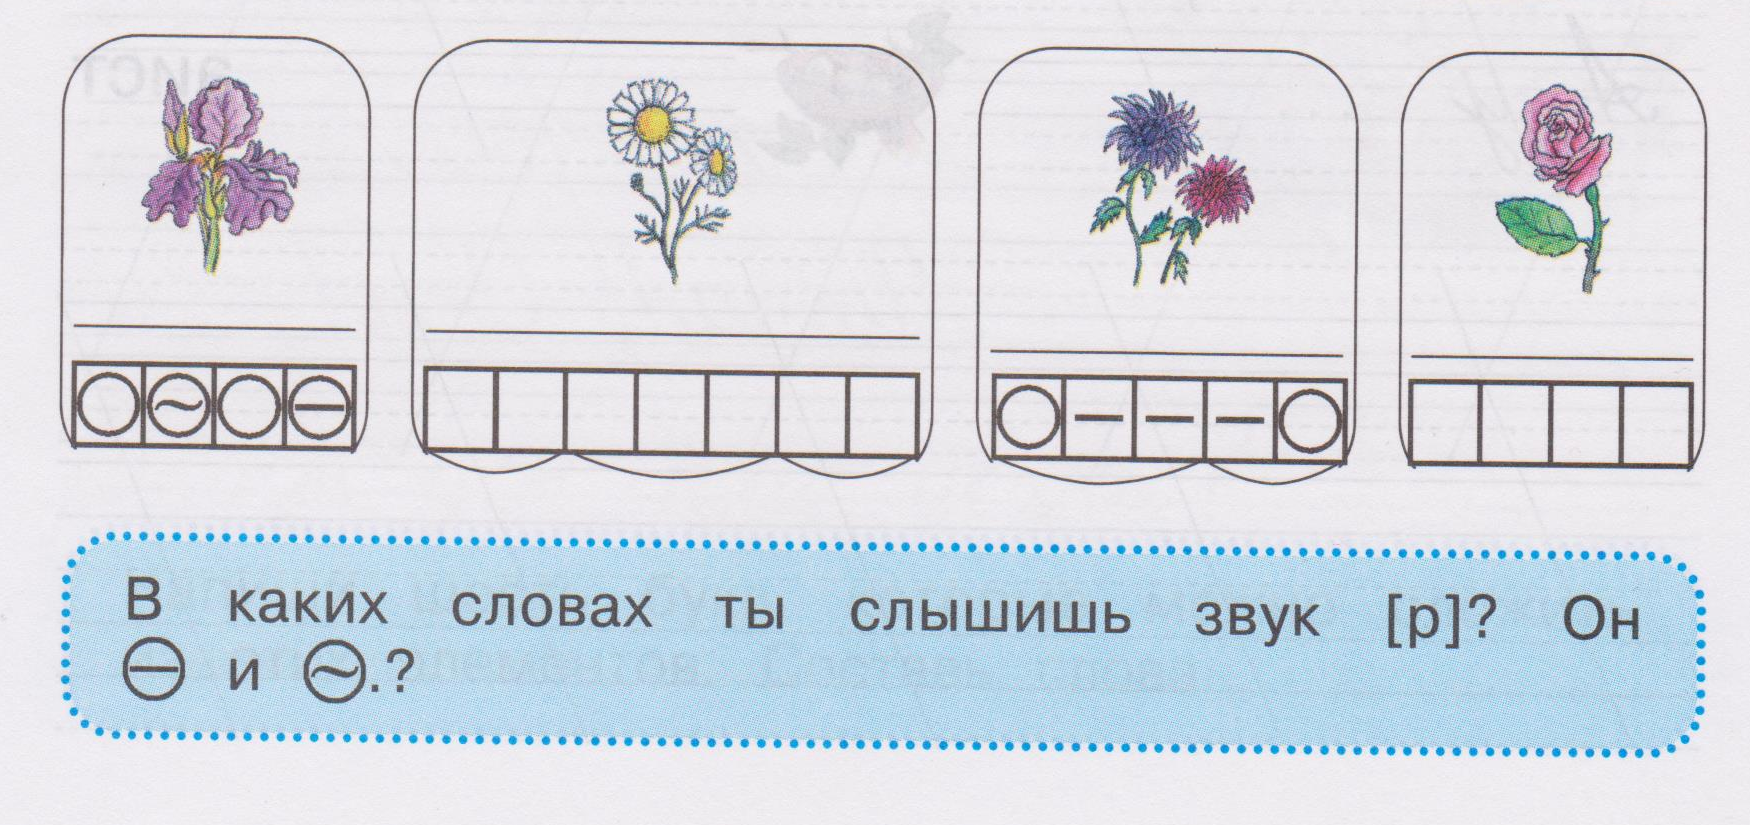 В каких словах ты слышишь звук [р]? Он
и .?